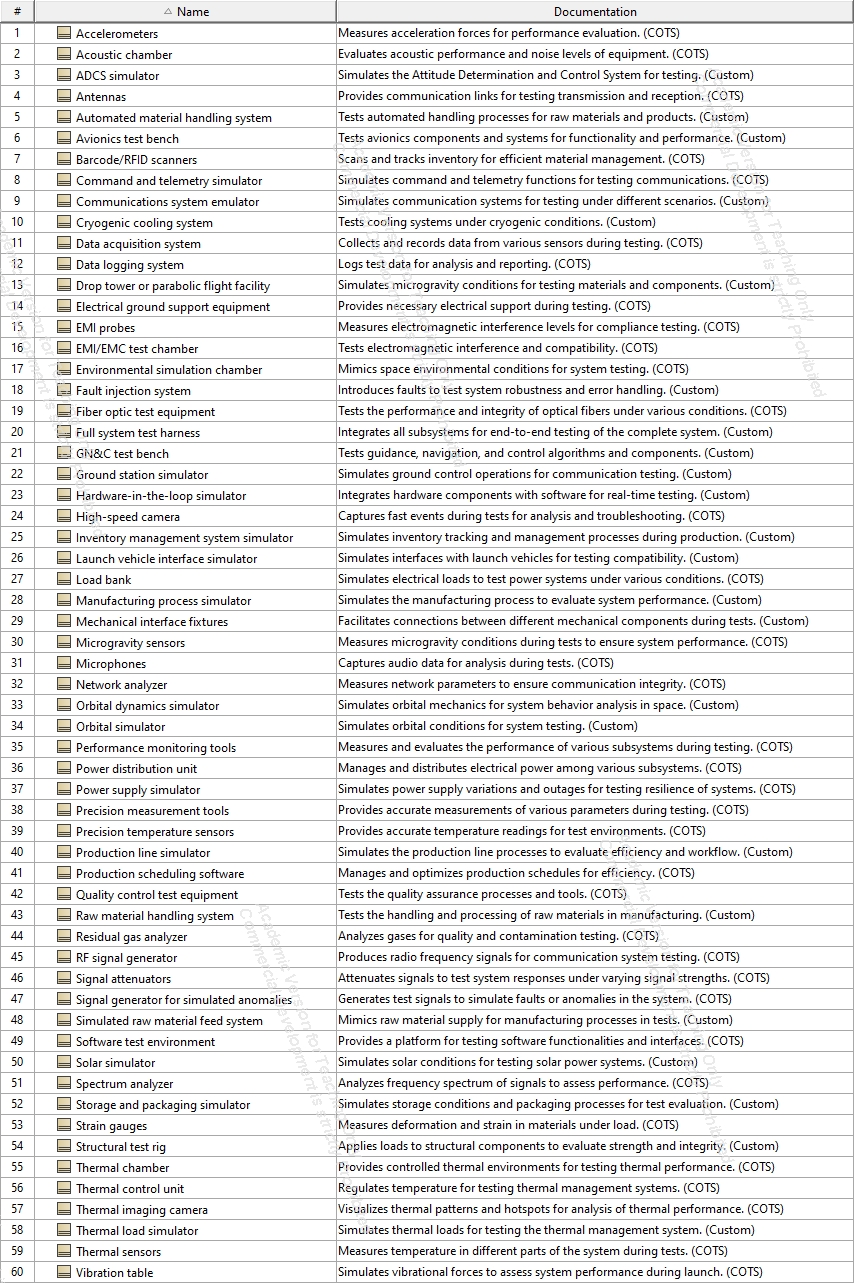 # Name Documentation
1 Accelerometers Measures acceleration forces for performance evaluation. (COTS)
2 Acoustic chamber Evaluates acoustic performance and noise levels of equipment. (COTS)
3 ADCS simulator Simulates the Attitude Determination and Control System for testing. (Custom)
4 Antennas Provides communication links for testing transmission and reception. (COTS)
5 Automated material handling system Tests automated handling processes for raw materials and products. (Custom)
6 Avionics test bench Tests avionics components and systems for functionality and performance. (Custom)
7 Barcode/RFID scanners Scans and tracks inventory for efficient material management. (COTS)
8 Command and telemetry simulator Simulates command and telemetry functions for testing communications. (COTS)
9 Communications system emulator Simulates communication systems for testing under different scenarios. (Custom)
10 Cryogenic cooling system Tests cooling systems under cryogenic conditions. (Custom)
11 Data acquisition system Collects and records data from various sensors during testing. (COTS)
12 Data logging system Logs test data for analysis and reporting. (COTS)
13 Drop tower or parabolic flight facility Simulates microgravity conditions for testing materials and components. (Custom)
14 Electrical ground support equipment Provides necessary electrical support during testing. (COTS)
15 EMI probes Measures electromagnetic interference levels for compliance testing. (COTS)
16 EMI/EMC test chamber Tests electromagnetic interference and compatibility. (COTS)
17 Environmental simulation chamber Mimics space environmental conditions for system testing. (COTS)
18 Fault injection system Introduces faults to test system robustness and error handling. (Custom)
19 Fiber optic test equipment Tests the performance and integrity of optical fibers under various conditions. (COTS)
20 Full system test harness Integrates all subsystems for end-to-end testing of the complete system. (Custom)
21 GN&C test bench Tests guidance, navigation, and control algorithms and components. (Custom)
22 Ground station simulator Simulates ground control operations for communication testing. (Custom)
23 Hardware-in-the-loop simulator Integrates hardware components with software for real-time testing. (Custom)
24 High-speed camera Captures fast events during tests for analysis and troubleshooting. (COTS)
25 Inventory management system simulator Simulates inventory tracking and management processes during production. (Custom)
26 Launch vehicle interface simulator Simulates interfaces with launch vehicles for testing compatibility. (Custom)
27 Load bank Simulates electrical loads to test power systems under various conditions. (COTS)
28 Manufacturing process simulator Simulates the manufacturing process to evaluate system performance. (Custom)
29 Mechanical interface fixtures Facilitates connections between different mechanical components during tests. (Custom)
30 Microgravity sensors Measures microgravity conditions during tests to ensure system performance. (COTS)
31 Microphones Captures audio data for analysis during tests. (COTS)
32 Network analyzer Measures network parameters to ensure communication integrity. (COTS)
33 Orbital dynamics simulator Simulates orbital mechanics for system behavior analysis in space. (Custom)
34 Orbital simulator Simulates orbital conditions for system testing. (Custom)
35 Performance monitoring tools Measures and evaluates the performance of various subsystems during testing. (COTS)
36 Power distribution unit Manages and distributes electrical power among various subsystems. (COTS)
37 Power supply simulator Simulates power supply variations and outages for testing resilience of systems. (COTS)
38 Precision measurement tools Provides accurate measurements of various parameters during testing. (COTS)
39 Precision temperature sensors Provides accurate temperature readings for test environments. (COTS)
40 Production line simulator Simulates the production line processes to evaluate efficiency and workflow. (Custom)
41 Production scheduling software Manages and optimizes production schedules for efficiency. (COTS)
42 Quality control test equipment Tests the quality assurance processes and tools. (COTS)
43 Raw material handling system Tests the handling and processing of raw materials in manufacturing. (Custom)
44 Residual gas analyzer Analyzes gases for quality and contamination testing. (COTS)
45 RF signal generator Produces radio frequency signals for communication system testing. (COTS)
46 Signal attenuators Attenuates signals to test system responses under varying signal strengths. (COTS)
47 Signal generator for simulated anomalies Generates test signals to simulate faults or anomalies in the system. (COTS)
48 Simulated raw material feed system Mimics raw material supply for manufacturing processes in tests. (Custom)
49 Software test environment Provides a platform for testing software functionalities and interfaces. (COTS)
50 Solar simulator Simulates solar conditions for testing solar power systems. (Custom)
51 Spectrum analyzer Analyzes frequency spectrum of signals to assess performance. (COTS)
52 Storage and packaging simulator Simulates storage conditions and packaging processes for test evaluation. (Custom)
53 Strain gauges Measures deformation and strain in materials under load. (COTS)
54 Structural test rig Applies loads to structural components to evaluate strength and integrity. (Custom)
55 Thermal chamber Provides controlled thermal environments for testing thermal performance. (COTS)
56 Thermal control unit Regulates temperature for testing thermal management systems. (COTS)
57 Thermal imaging camera Visualizes thermal patterns and hotspots for analysis of thermal performance. (COTS)
58 Thermal load simulator Simulates thermal loads for testing the thermal management system. (Custom)
59 Thermal sensors Measures temperature in different parts of the system during tests. (COTS)
60 Vibration table Simulates vibrational forces to assess system performance during launch. (COTS)